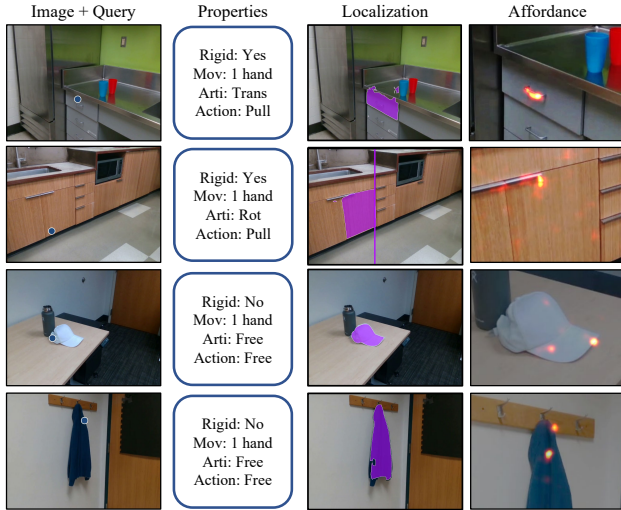 Image + Query Properties Localization Affordance
Rigid: Yes
Mov: 1 hand
Arti: Trans
Action: Pull
Rigid: Yes
Mov: 1 hand
Arti: Rot
Action: Pull
Rigid: No
Mov: 1 hand
Arti: Free
Action: Free
Rigid: No
Mov: 1 hand
Arti: Free
Action: Free